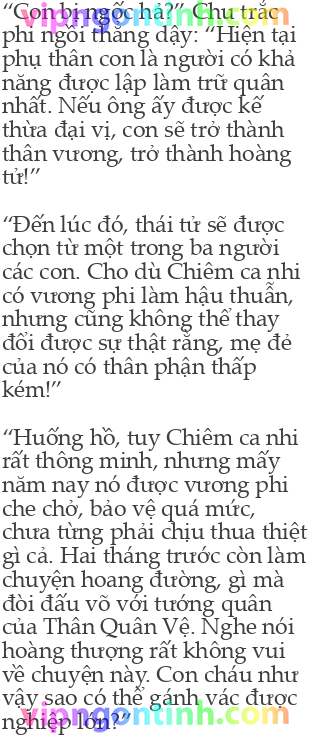 vipngontinh.com
“Con bị ngốc hả?” Chu trắc
phi ngồi thẳng dậy: “Hiện tại
phụ thân con là người có khả
năng được lập làm trữ quân
nhất. Nếu ông ấy được kế
thừa đại vị, con sẽ trở thành
thân vương, trở thành hoàng
tử!”
“Đến lúc đó, thái tử sẽ được
chọn từ một trong ba người
các con. Cho dù Chiêm ca nhi
có vương phi làm hậu thuẫn,
nhưng cũng không thể thay
đổi được sự thật rằng, mẹ đẻ
của nó có thân phận thấp
kém!”
“Huống hồ, tuy Chiêm ca nhi
rất thông minh, nhưng mấy
năm nay nó được vương phi
che chở, bảo vệ quá mức,
chưa từng phải chịu thua thiệt
gì cả. Hai tháng trước còn làm
chuyện hoang đường, gì mà
đòi đấu võ với tướng quân
của Thân Quân Vệ. Nghe nói
hoàng thượng rất không vui
về chuyện này. Con cháu như
vậy sao có thể gánh vác được
nghiệp lớn?”
vipngontinh.com